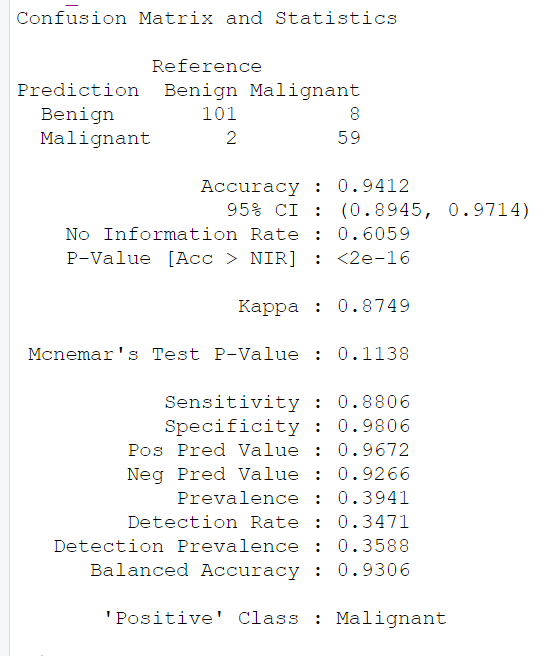 Confusion Matrix and Statistics
Reference
Prediction Benign Malignant
Benign 101 8
Malignant 2 59
Accuracy : 0.9412
95% CI : (0.8945, 0.9714)
No Information Rate : 0.6059
P-Value [Acc > NIR] : <2e-16
Kappa : 0.8749
Mcnemar's Test P-Value : 0.1138
Sensitivity : 0.8806
Specificity : 0.9806
Pos Pred Value : 0.9672
Neg Pred Value : 0.9266
Prevalence : 0.3941
Detection Rate : 0.3471
Detection Prevalence : 0.3588
Balanced Accuracy : 0.9306
'Positive' Class : Malignant